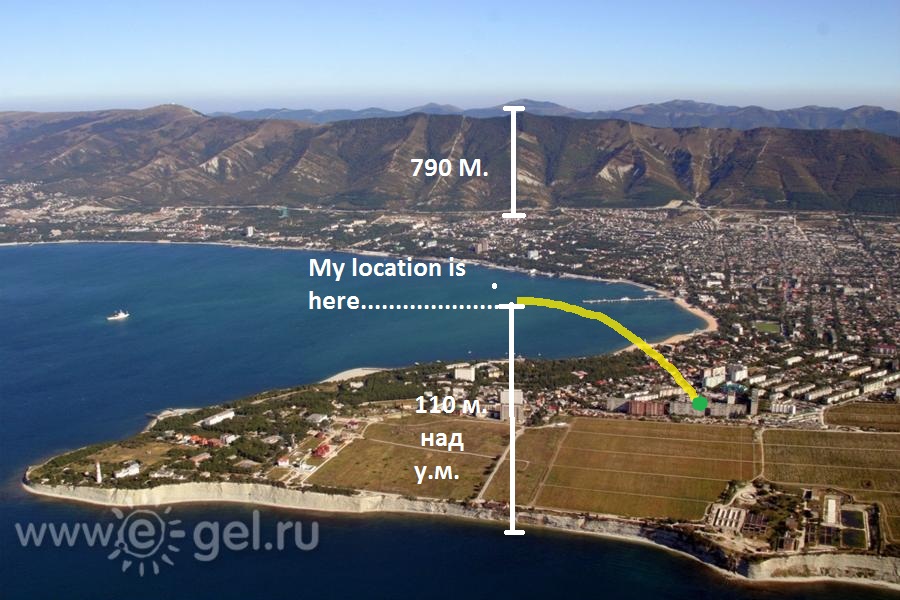 790 М.
My location is
here......................
110 м.
над
у.м.
www.e-gel.ru